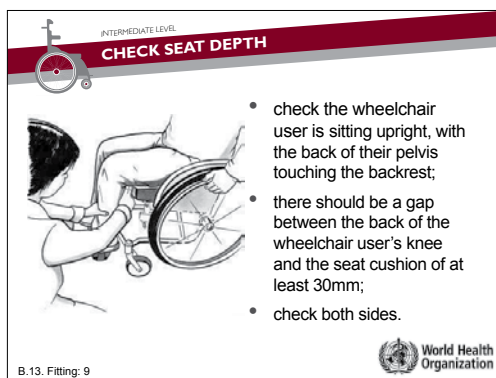 INTERMEDIATE LEVEL
CHECK SEAT DEPTH
• check the wheelchair
user is sitting upright, with
the back of their pelvis
touching the backrest;
• there should be a gap
between the back of the
wheelchair user's knee
and the seat cushion of at
least 30mm;
• check both sides.
World Health
Organization
B.13. Fitting: 9